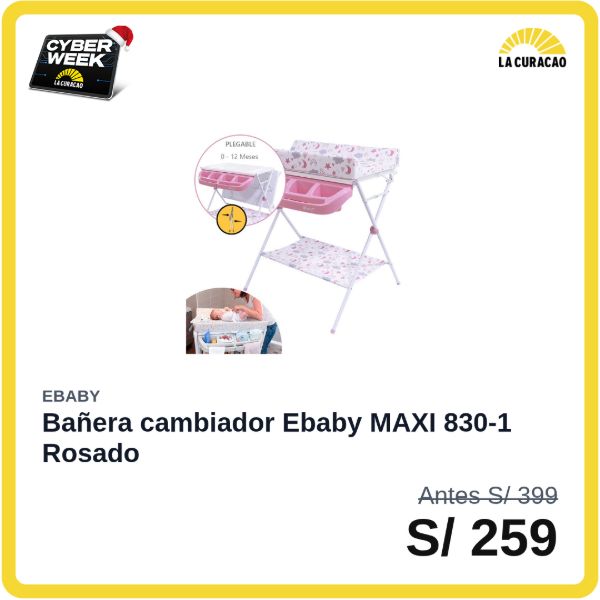 CYBER
WEEK
LA CURACAO
LA CURACAO
PLEGABLE
0 - 12 Meses
EBABY
Bañera cambiador Ebaby MAXI 830-1
Rosado
Antes S/ 399
S/ 259